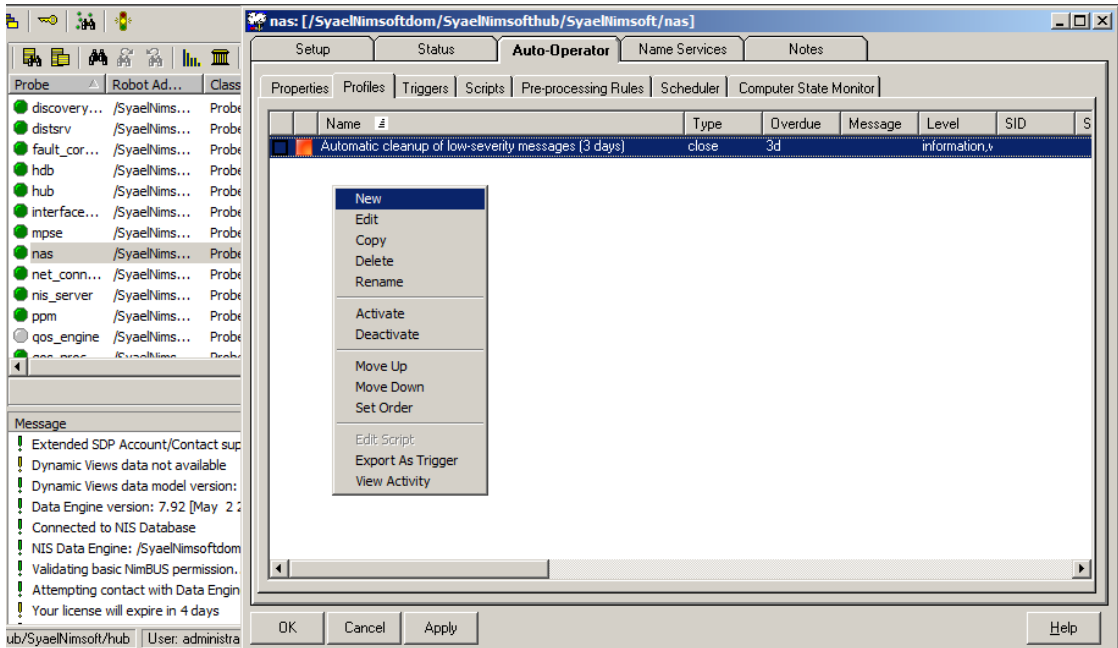 nas: [/SyaelNimsoftdom/SyaelNimsofthub/SyaelNimsoft/nas]
Setup Status Auto-Operator Name Services Notes
Properties Profiles Triggers Scripts Pre-processing Rules Scheduler Computer State Monitor
Name Type Overdue Message Level SID S
Automatic cleanup of low-severity messages (3 days) close 3d information,w
New
Edit
Copy
Delete
Rename
Activate
Deactivate
Move Up
Move Down
Set Order
Edit Script
Export As Trigger
View Activity
OK Cancel Apply Help
Probe Robot Ad... Class
discovery... /SyaelNims... Probe
distsrv /SyaelNims... Probe
fault_cor... /SyaelNims... Probe
hdb /SyaelNims... Probe
hub /SyaelNims... Probe
interface... /SyaelNims... Probe
mpse /SyaelNims... Probe
nas /SyaelNims... Probe
net_conn... /SyaelNims... Probe
nis_server /SyaelNims... Probe
ppm /SyaelNims... Probe
qos_engine /SyaelNims... Probe
Message
Extended SDP Account/Contact sup
Dynamic Views data not available
Dynamic Views data model version:
Data Engine version: 7.92 [May 2 2
Connected to NIS Database
NIS Data Engine: /SyaelNimsoftdom
Validating basic NimBUS permission.
Attempting contact with Data Engin
Your license will expire in 4 days
ub/SyaelNimsoft/hub User: administra